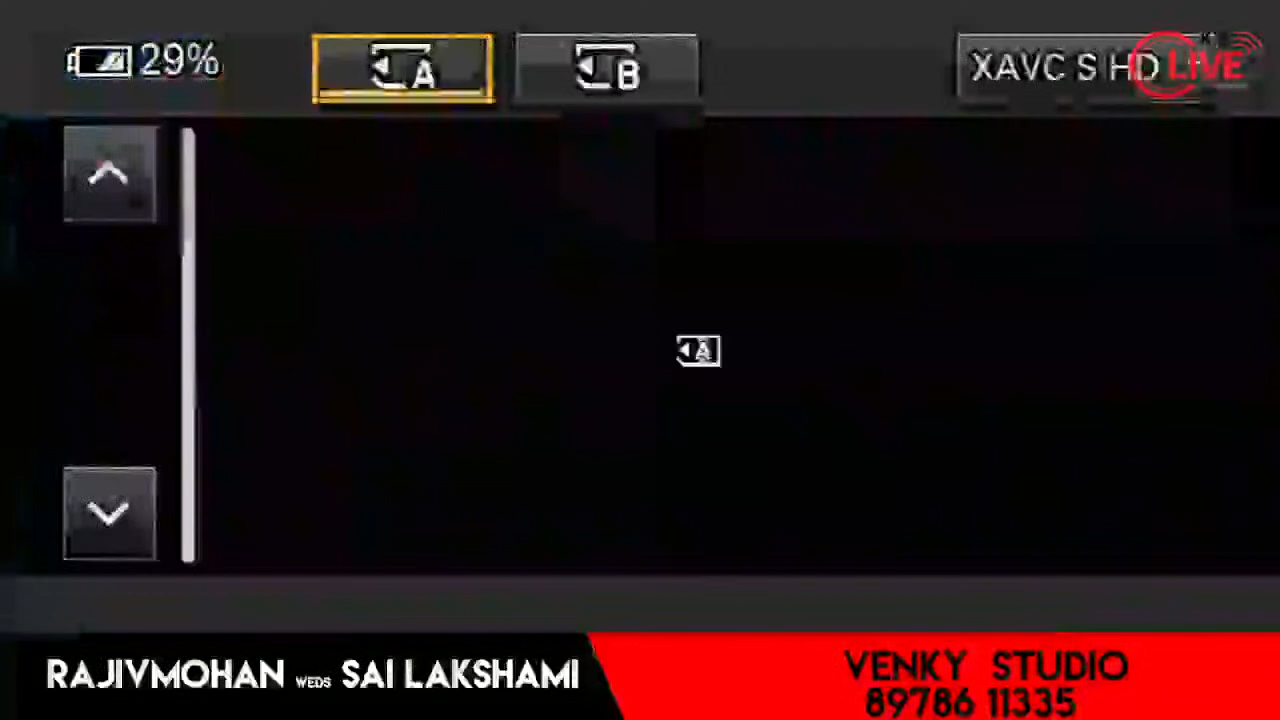 29%
A
B
XAVC S HD
LIVE
A
RAJIVMOHAN WEDS SAI LAKSHAMI
VENKY STUDIO
89786 11335